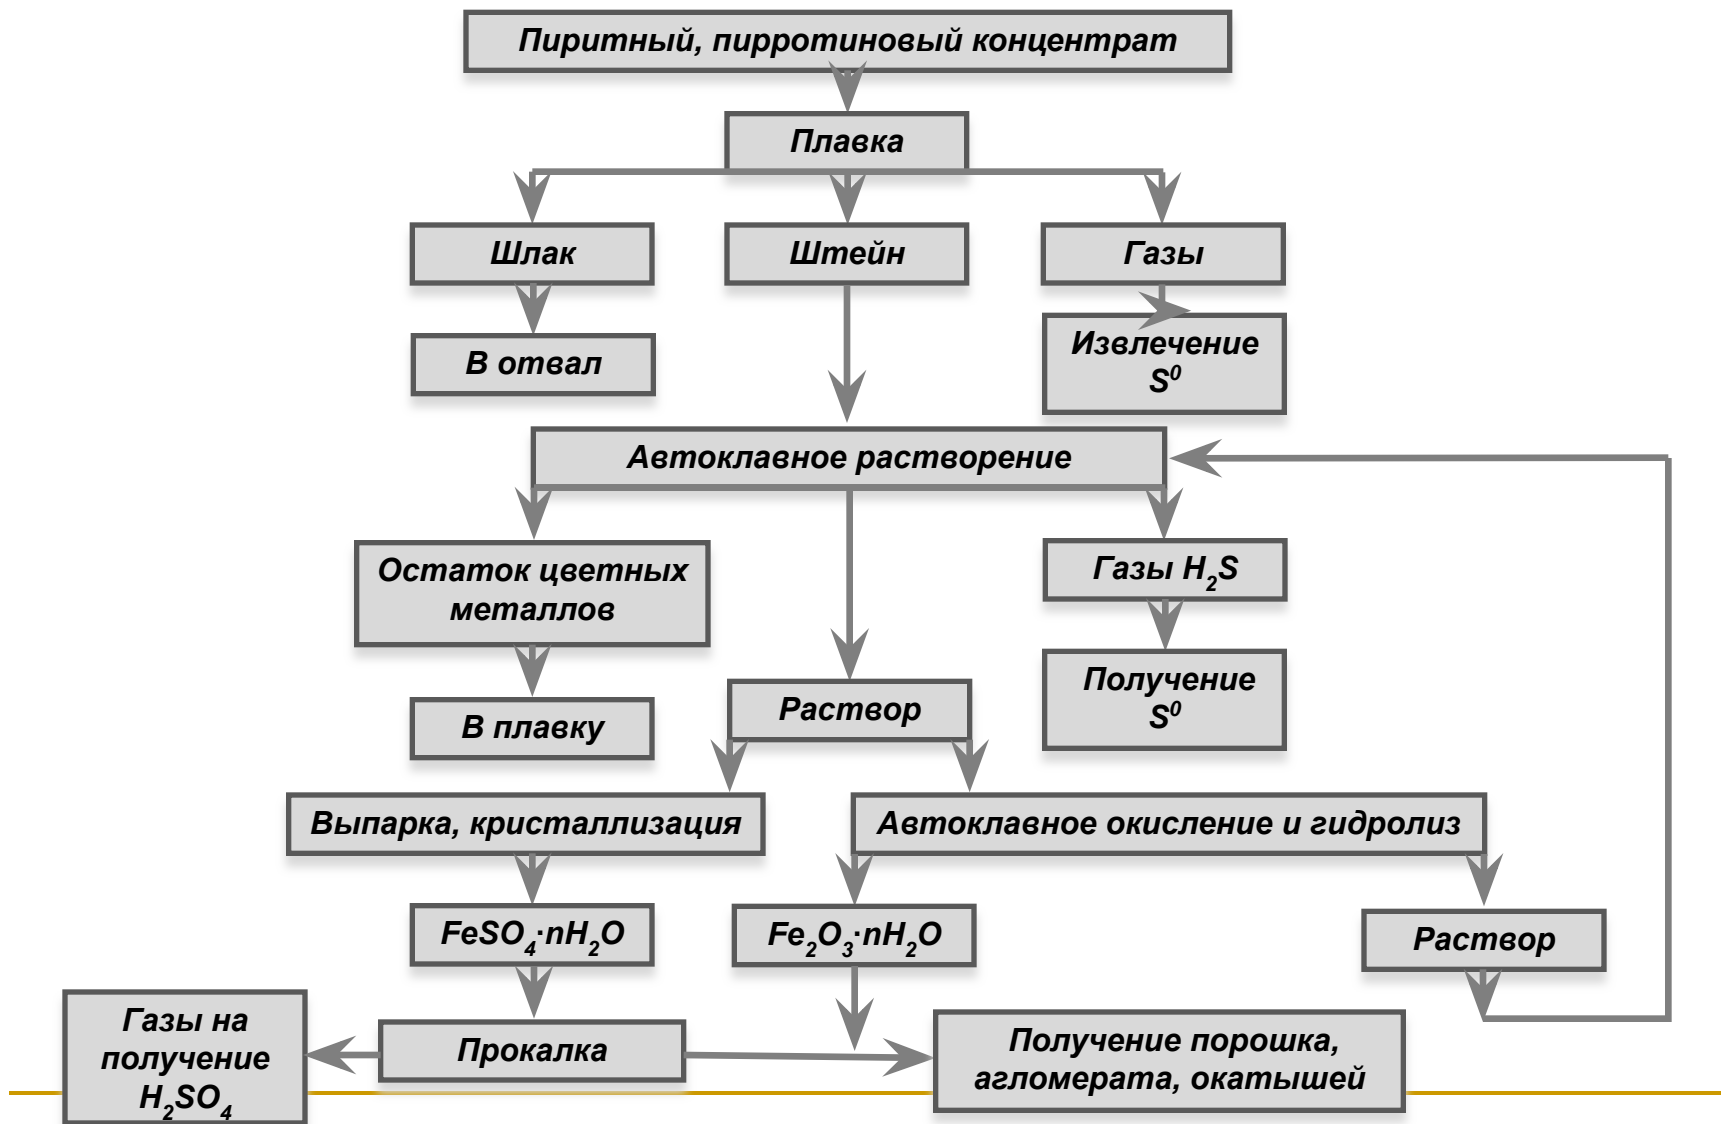 Пиритный, пирротиновый концентрат
Плавка
Шлак
Штейн
Газы
В отвал
Извлечение
S⁰
Автоклавное растворение
Остаток цветных
металлов
Газы H₂S
В плавку
Раствор
Получение
S⁰
Выпарка, кристаллизация
Автоклавное окисление и гидролиз
FeSO₄·nH₂O
Fe₂O₃·nH₂O
Раствор
Газы на
получение
H₂SO₄
Прокалка
Получение порошка,
агломерата, окатышей